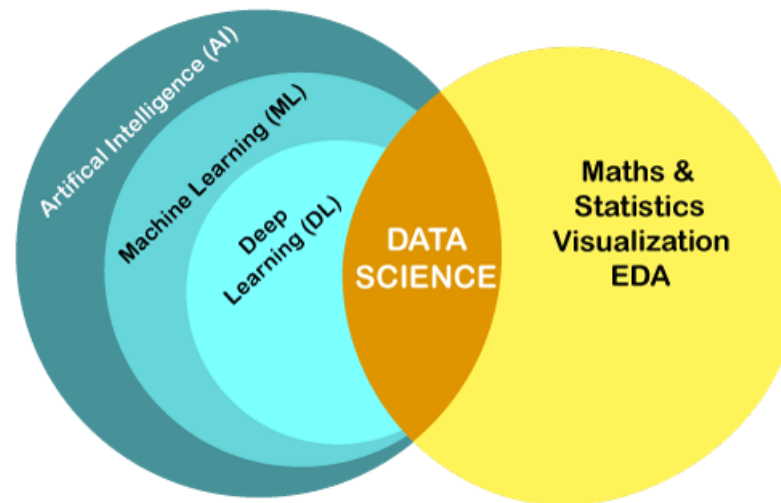 Artifical Intelligence (AI)
Machine Learning (ML)
Deep
Learning (DL)
DATA
SCIENCE
Maths &
Statistics
Visualization
EDA